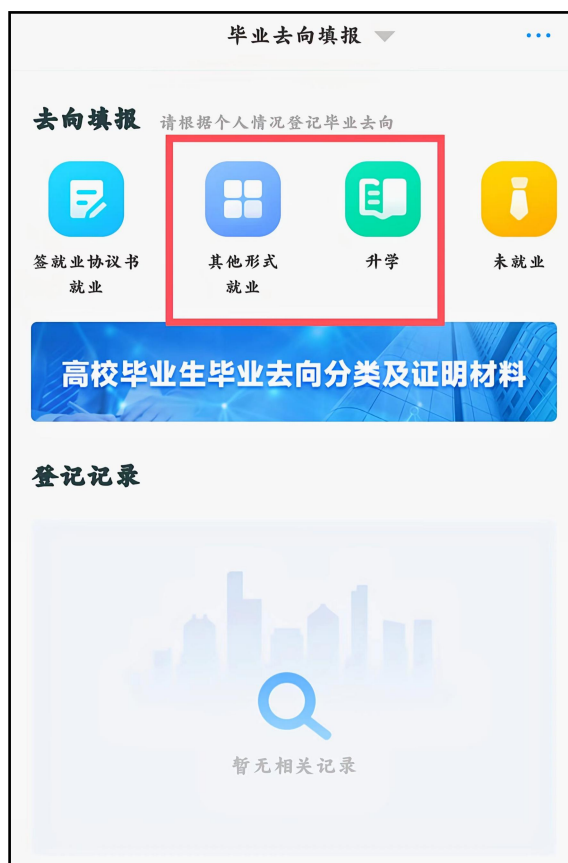 毕业去向填报
去向填报 请根据个人情况登记毕业去向
签就业协议书
就业
其他形式
就业
升学
未就业
高校毕业生毕业去向分类及证明材料
登记记录
暂无相关记录